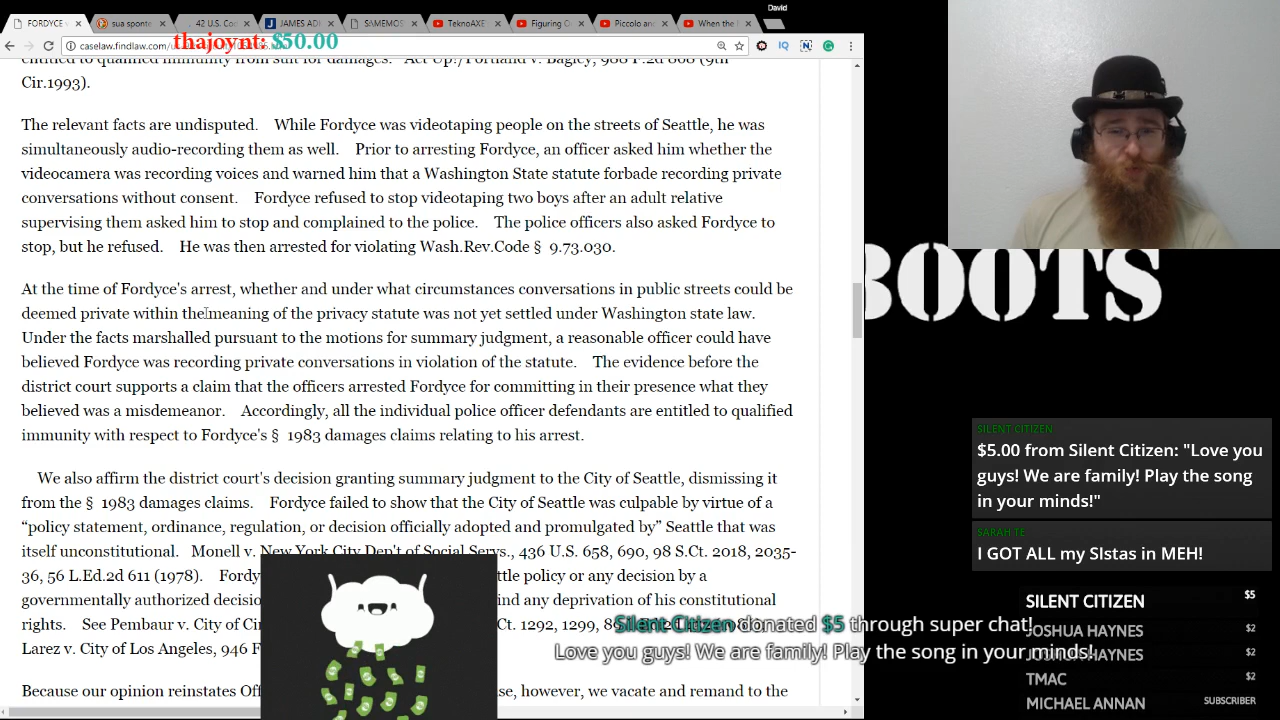 David
FORDYCE v
sua sponte
42 U.S. Cod
JAMES ADI
S:\MEMOS
TeknoAXE
Figuring O
Piccolo and
When the
caselaw.findlaw.com/u
thajoynt: $50.00
entitled to qualified immunity from suit for damages. Act Up!/Portland v. Bagley, 988 F.2d 868 (9th
Cir.1993).
The relevant facts are undisputed. While Fordyce was videotaping people on the streets of Seattle, he was
simultaneously audio-recording them as well. Prior to arresting Fordyce, an officer asked him whether the
videocamera was recording voices and warned him that a Washington State statute forbade recording private
conversations without consent. Fordyce refused to stop videotaping two boys after an adult relative
supervising them asked him to stop and complained to the police. The police officers also asked Fordyce to
stop, but he refused. He was then arrested for violating Wash.Rev.Code § 9.73.030.
At the time of Fordyce's arrest, whether and under what circumstances conversations in public streets could be
deemed private within the meaning of the privacy statute was not yet settled under Washington state law.
Under the facts marshalled pursuant to the motions for summary judgment, a reasonable officer could have
believed Fordyce was recording private conversations in violation of the statute. The evidence before the
district court supports a claim that the officers arrested Fordyce for committing in their presence what they
believed was a misdemeanor. Accordingly, all the individual police officer defendants are entitled to qualified
immunity with respect to Fordyce's § 1983 damages claims relating to his arrest.
We also affirm the district court's decision granting summary judgment to the City of Seattle, dismissing it
from the § 1983 damages claims. Fordyce failed to show that the City of Seattle was culpable by virtue of a
“policy statement, ordinance, regulation, or decision officially adopted and promulgated by” Seattle that was
itself unconstitutional. Monell v. New York City Dep't of Social Servs., 436 U.S. 658, 690, 98 S.Ct. 2018, 2035-
36, 56 L.Ed.2d 611 (1978). Fordy ttle policy or any decision by a
governmentally authorized decisio ind any deprivation of his constitutional
rights. See Pembaur v. City of Ci Ct. 1292, 1299,
Larez v. City of Los Angeles, 946 F
Because our opinion reinstates Off se, however, we vacate and remand to the
BOOTS
SILENT CITIZEN
$5.00 from Silent Citizen: "Love you
guys! We are family! Play the song
in your minds!"
SARAH TE
I GOT ALL my SIstas in MEH!
SILENT CITIZEN $5
JOSHUA HAYNES $2
JOSHUA HAYNES $2
TMAC $2
MICHAEL ANNAN SUBSCRIBER
Silent Citizen donated $5 through super chat!
Love you guys! We are family! Play the song in your minds!